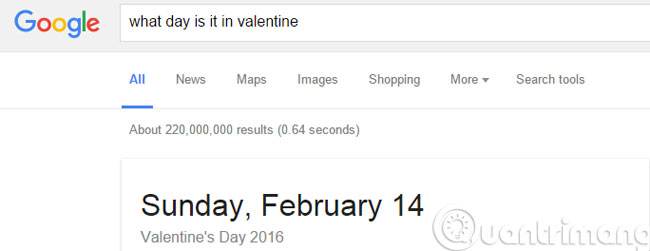 Google what day is it in valentine
All News Maps Images Shopping More Search tools
About 220,000,000 results (0.64 seconds)
Sunday, February 14
Valentine's Day 2016
Quantrimang